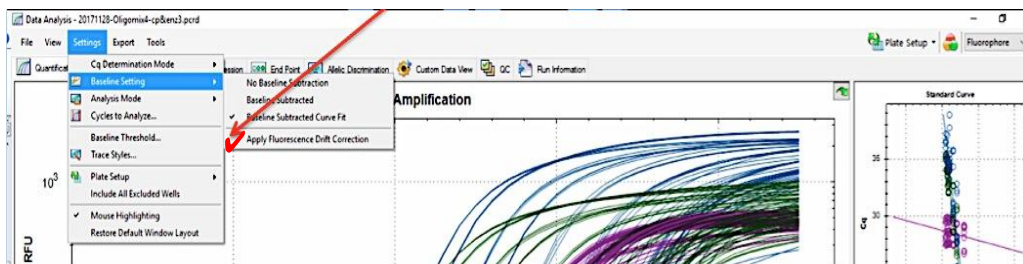 Data Analysis - 20171128-Oligomix4-cp&enz3.pcrd
File View Settings Export Tools
Plate Setup
Fluorophore
Quantifica
Cq Determination Mode
ession
End Point
Allelic Discrimination
Custom Data View
QC
Run Information
Baseline Setting
No Baseline Subtraction
Analysis Mode
Baseline Subtracted
Amplification
Standard Curve
Cycles to Analyze...
Baseline Subtracted Curve Fit
Baseline Threshold...
Apply Fluorescence Drift Correction
Trace Styles...
Plate Setup
Include All Excluded Wells
Mouse Highlighting
Restore Default Window Layout
10³
RFU
35
30
Cq